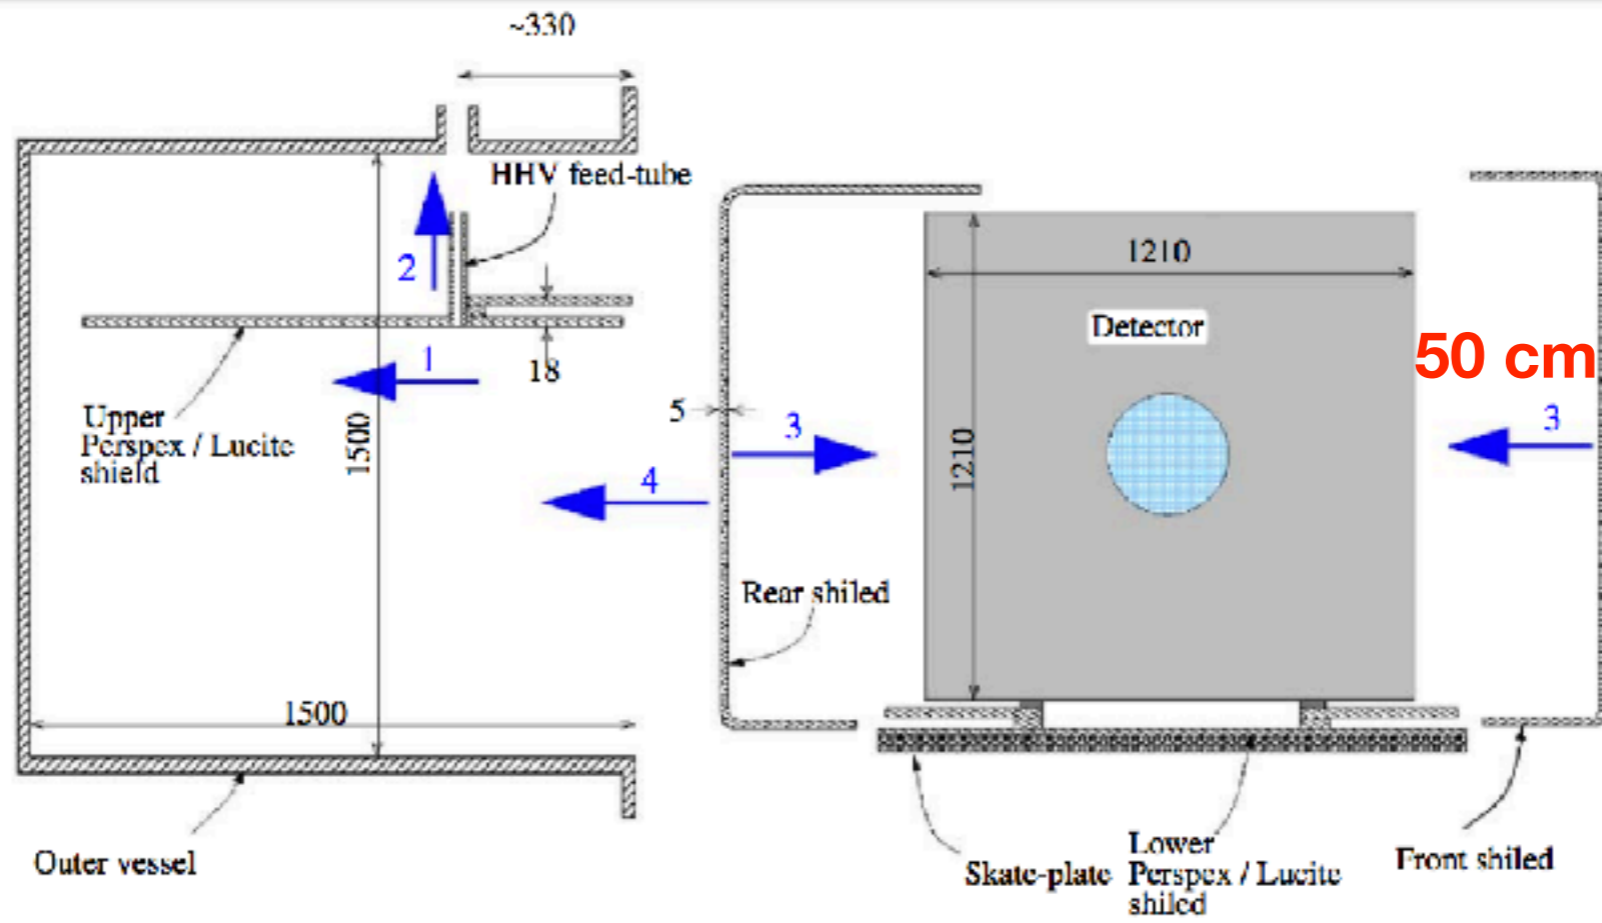 ~330
HHV feed-tube
2
1
18
Upper
Perspex / Lucite
shield
1500
1500
Outer vessel
5
3
4
Rear shiled
1210
Detector
1210
50 cm
3
Skate-plate
Lower
Perspex / Lucite
shiled
Front shiled